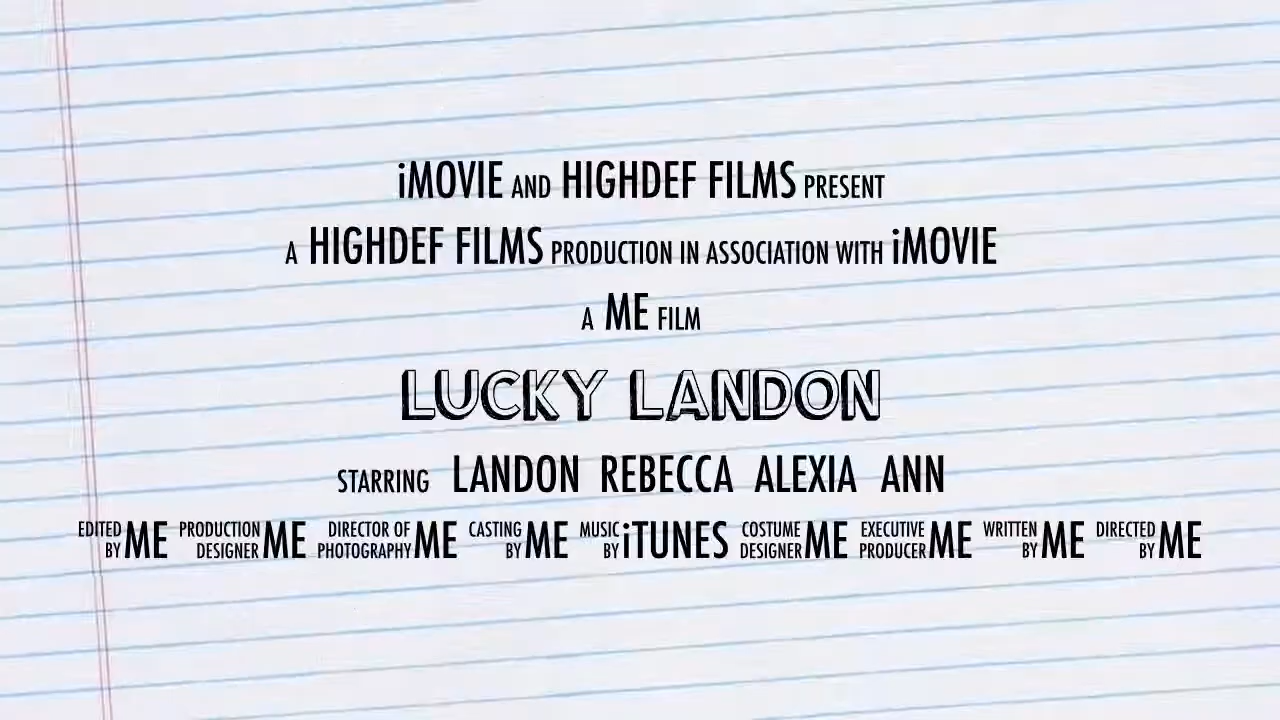 iMOVIE AND HIGHDEF FILMS PRESENT
A HIGHDEF FILMS PRODUCTION IN ASSOCIATION WITH iMOVIE
A ME FILM
LUCKY LANDON
STARRING LANDON REBECCA ALEXIA ANN
EDITED BY ME PRODUCTION DESIGNER ME DIRECTOR OF PHOTOGRAPHY ME CASTING BY ME MUSIC BY iTUNES COSTUME DESIGNER ME EXECUTIVE PRODUCER ME WRITTEN BY ME DIRECTED BY ME